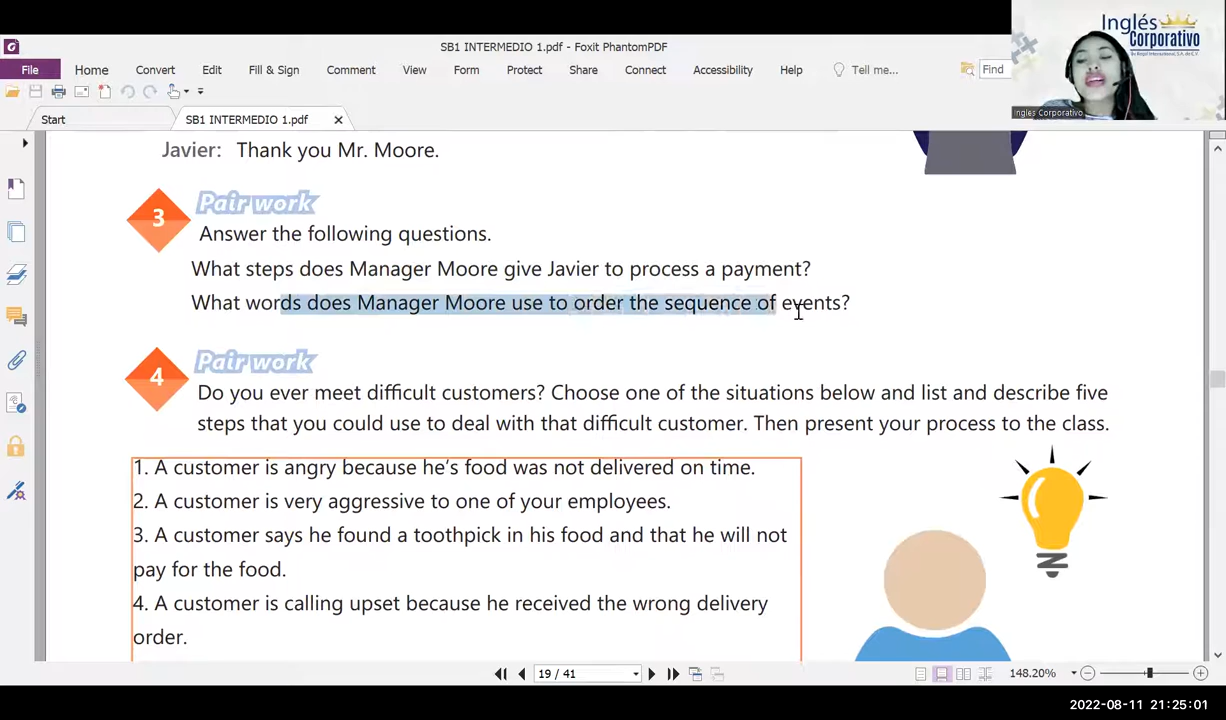 SB1 INTERMEDIO 1.pdf - Foxit PhantomPDF
Inglés
Corporativo
By Royal International, S.A. de C.V.
Ingles Corporativo
File Home Convert Edit Fill & Sign Comment View Form Protect Share Connect Accessibility Help Tell me... Find
Start SB1 INTERMEDIO 1.pdf
Javier: Thank you Mr. Moore.
3 Pair work
Answer the following questions.
What steps does Manager Moore give Javier to process a payment?
What words does Manager Moore use to order the sequence of events?
4 Pair work
Do you ever meet difficult customers? Choose one of the situations below and list and describe five
steps that you could use to deal with that difficult customer. Then present your process to the class.
1. A customer is angry because he's food was not delivered on time.
2. A customer is very aggressive to one of your employees.
3. A customer says he found a toothpick in his food and that he will not
pay for the food.
4. A customer is calling upset because he received the wrong delivery
order.
19 / 41
148.20%
2022-08-11 21:25:01